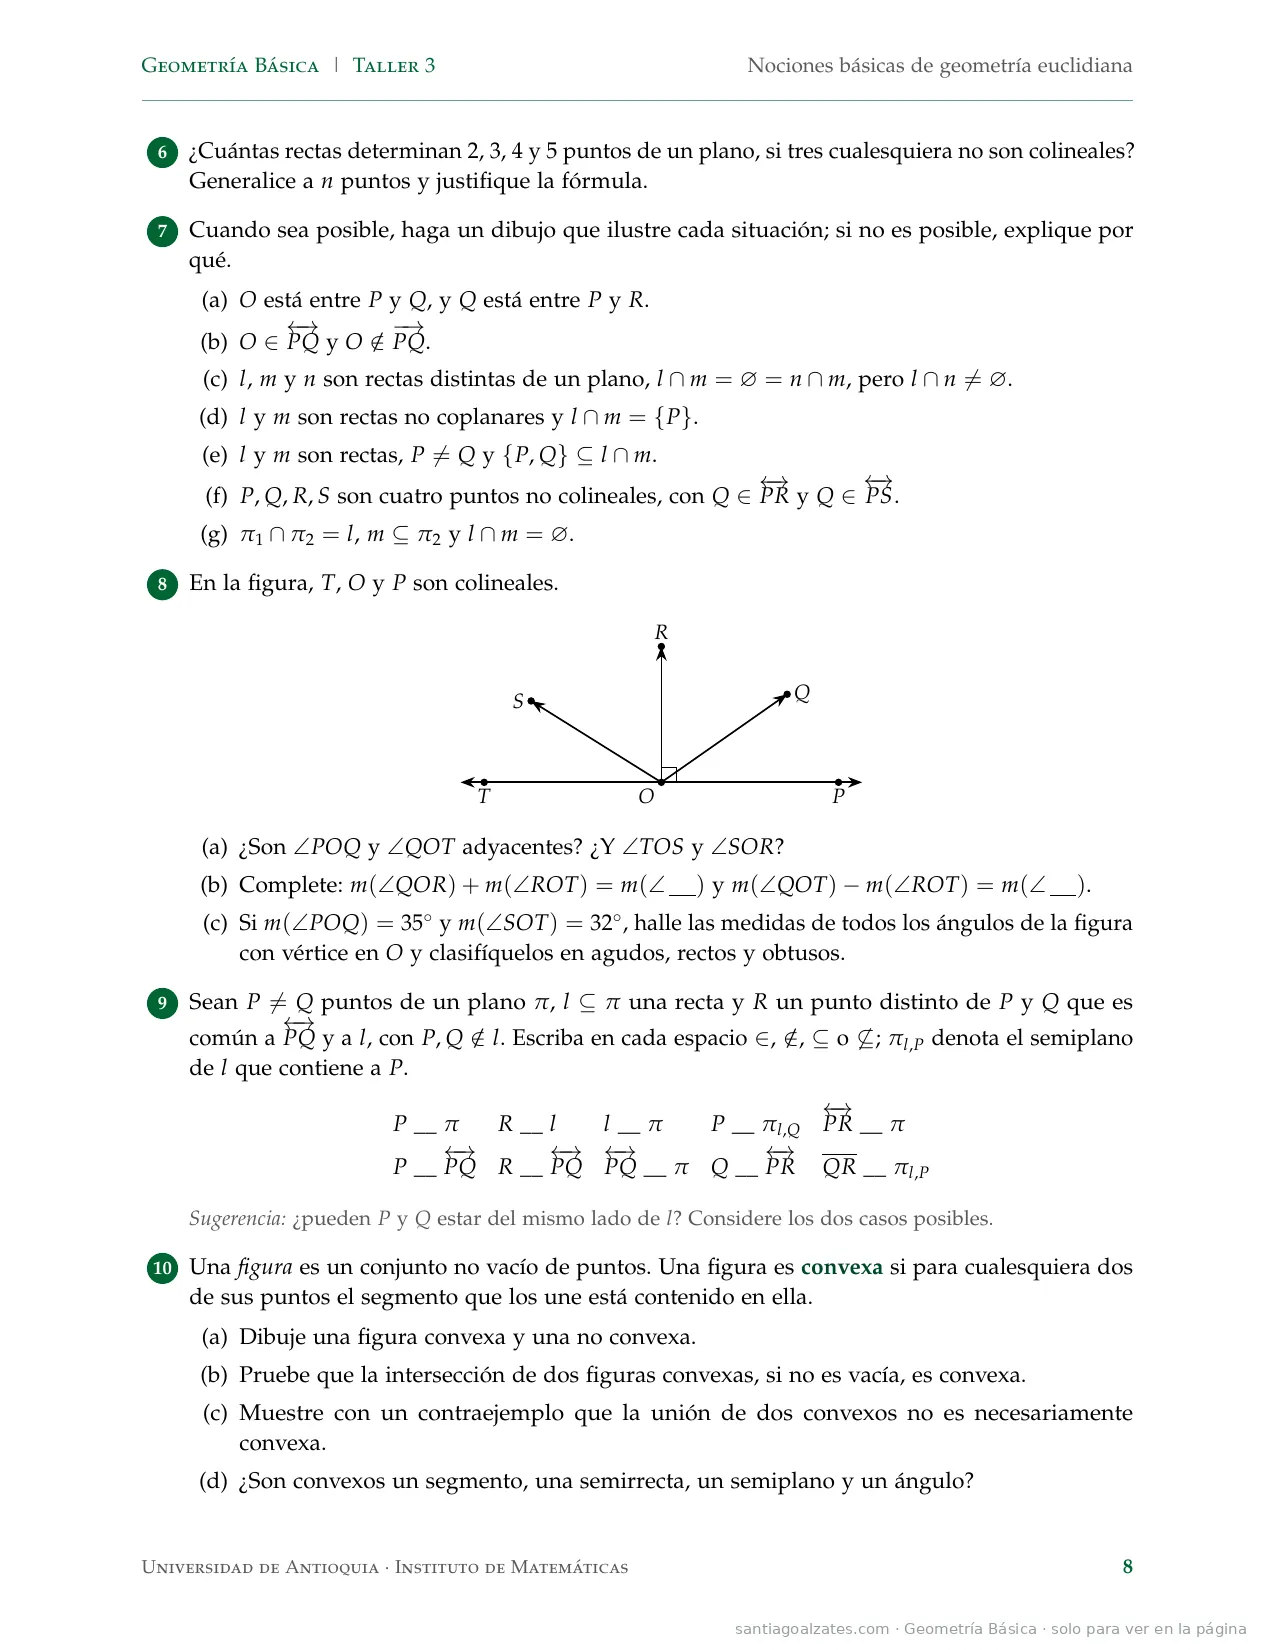 Geometría Básica | Taller 3 Nociones básicas de geometría euclidiana
6 ¿Cuántas rectas determinan 2, 3, 4 y 5 puntos de un plano, si tres cualesquiera no son colineales?
Generalice a n puntos y justifique la fórmula.
7 Cuando sea posible, haga un dibujo que ilustre cada situación; si no es posible, explique por
qué.
(a) O está entre P y Q, y Q está entre P y R.
(b) O ∈ \overleftrightarrow{PQ} y O ∉ \overrightarrow{PQ}.
(c) l, m y n son rectas distintas de un plano, l ∩ m = ∅ = n ∩ m, pero l ∩ n ≠ ∅.
(d) l y m son rectas no coplanares y l ∩ m = {P}.
(e) l y m son rectas, P ≠ Q y {P, Q} ⊆ l ∩ m.
(f) P, Q, R, S son cuatro puntos no colineales, con Q ∈ \overleftrightarrow{PR} y Q ∈ \overleftrightarrow{PS}.
(g) π₁ ∩ π₂ = l, m ⊆ π₂ y l ∩ m = ∅.
8 En la figura, T, O y P son colineales.
R
S
Q
T
O
P
(a) ¿Son ∠POQ y ∠QOT adyacentes? ¿Y ∠TOS y ∠SOR?
(b) Complete: m(∠QOR) + m(∠ROT) = m(∠ __) y m(∠QOT) − m(∠ROT) = m(∠ __).
(c) Si m(∠POQ) = 35° y m(∠SOT) = 32°, halle las medidas de todos los ángulos de la figura
con vértice en O y clasifíquelos en agudos, rectos y obtusos.
9 Sean P ≠ Q puntos de un plano π, l ⊆ π una recta y R un punto distinto de P y Q que es
común a \overleftrightarrow{PQ} y a l, con P, Q ∉ l. Escriba en cada espacio ∈, ∉, ⊆ o ⊈; π_{l,P} denota el semiplano
de l que contiene a P.
P __ π R __ l l __ π P __ π_{l,Q} \overleftrightarrow{PR} __ π
P __ \overleftrightarrow{PQ} R __ \overleftrightarrow{PQ} \overleftrightarrow{PQ} __ π Q __ \overleftrightarrow{PR} \overline{QR} __ π_{l,P}
Sugerencia: ¿pueden P y Q estar del mismo lado de l? Considere los dos casos posibles.
10 Una figura es un conjunto no vacío de puntos. Una figura es convexa si para cualesquiera dos
de sus puntos el segmento que los une está contenido en ella.
(a) Dibuje una figura convexa y una no convexa.
(b) Pruebe que la intersección de dos figuras convexas, si no es vacía, es convexa.
(c) Muestre con un contraejemplo que la unión de dos convexos no es necesariamente
convexa.
(d) ¿Son convexos un segmento, una semirrecta, un semiplano y un ángulo?
Universidad de Antioquia · Instituto de Matemáticas 8
santiagoalzates.com · Geometría Básica · solo para ver en la página